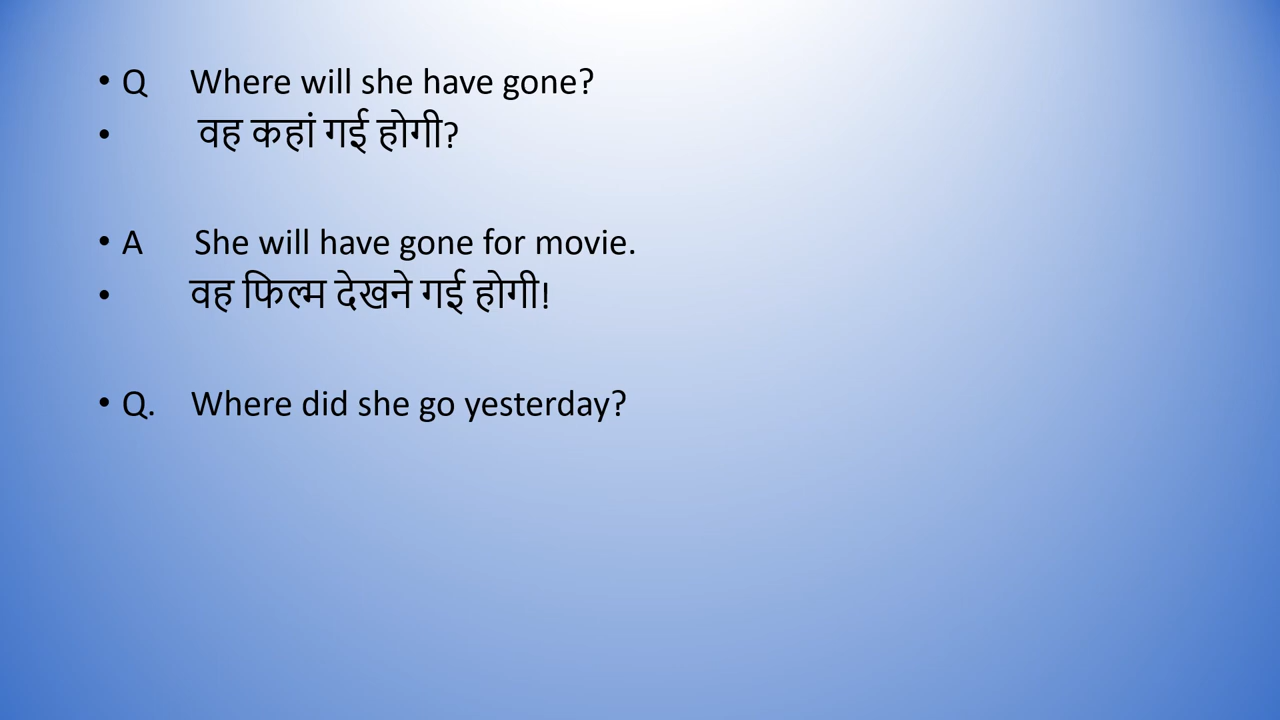 • Q Where will she have gone?
• वह कहां गई होगी?
• A She will have gone for movie.
• वह फिल्म देखने गई होगी!
• Q. Where did she go yesterday?